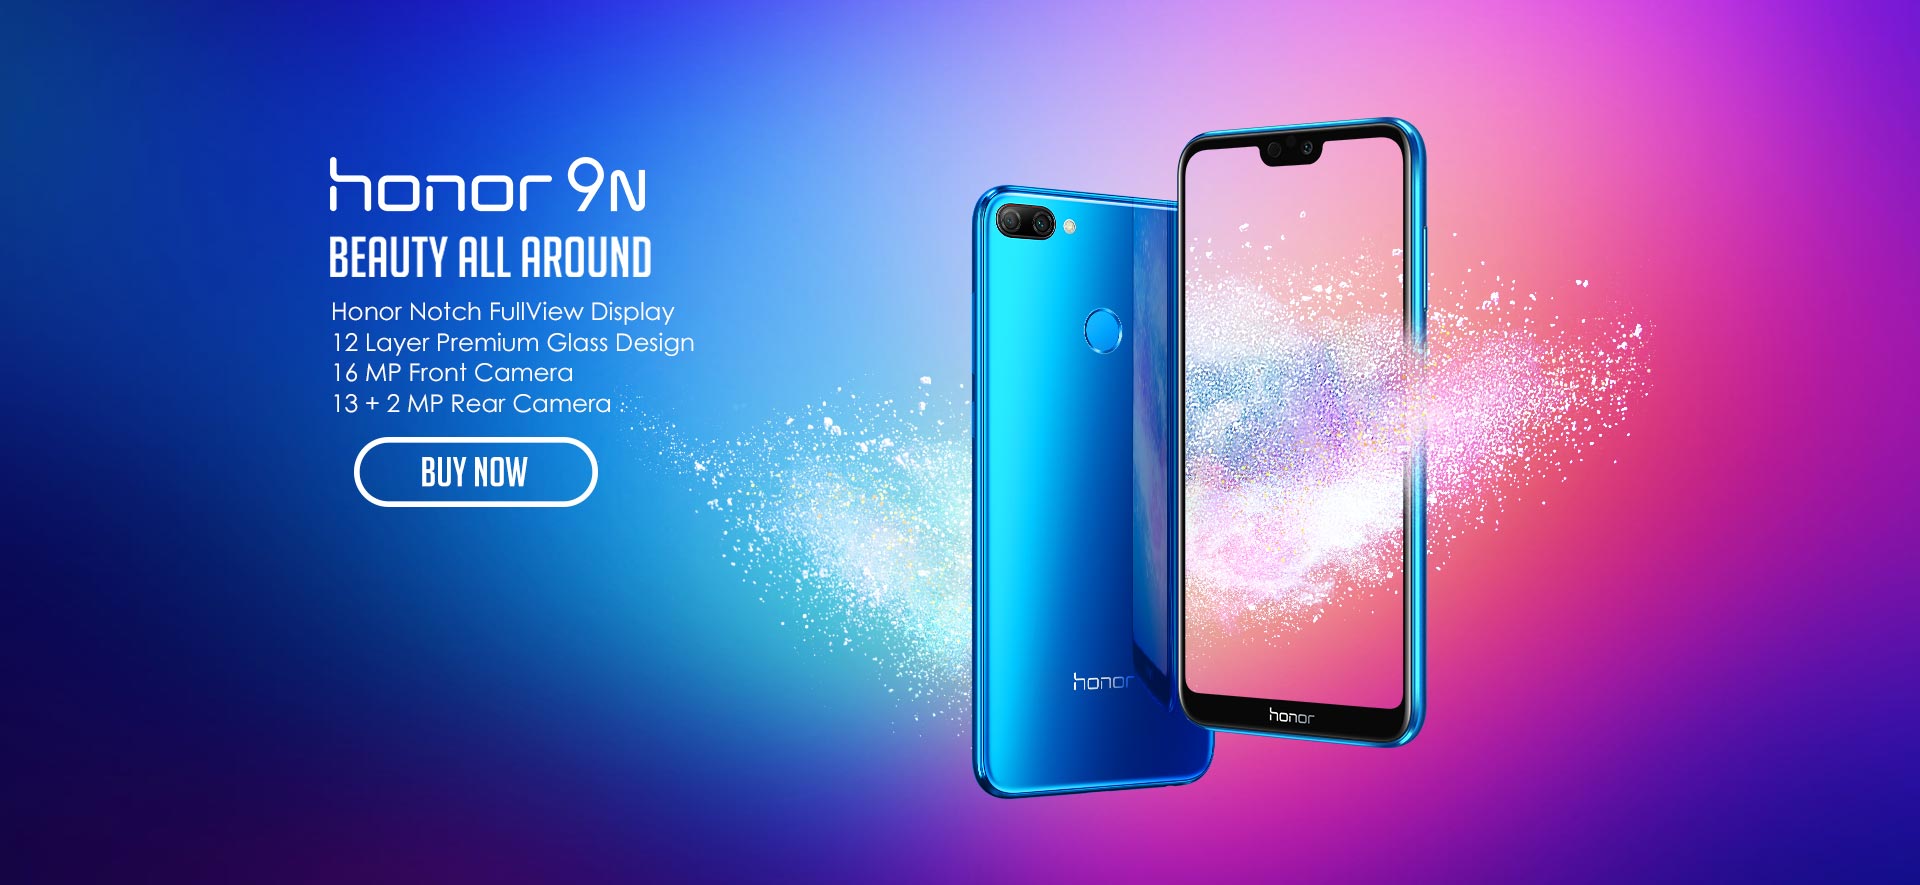 honor 9N
BEAUTY ALL AROUND
Honor Notch FullView Display
12 Layer Premium Glass Design
16 MP Front Camera
13 + 2 MP Rear Camera
BUY NOW
honor
honor